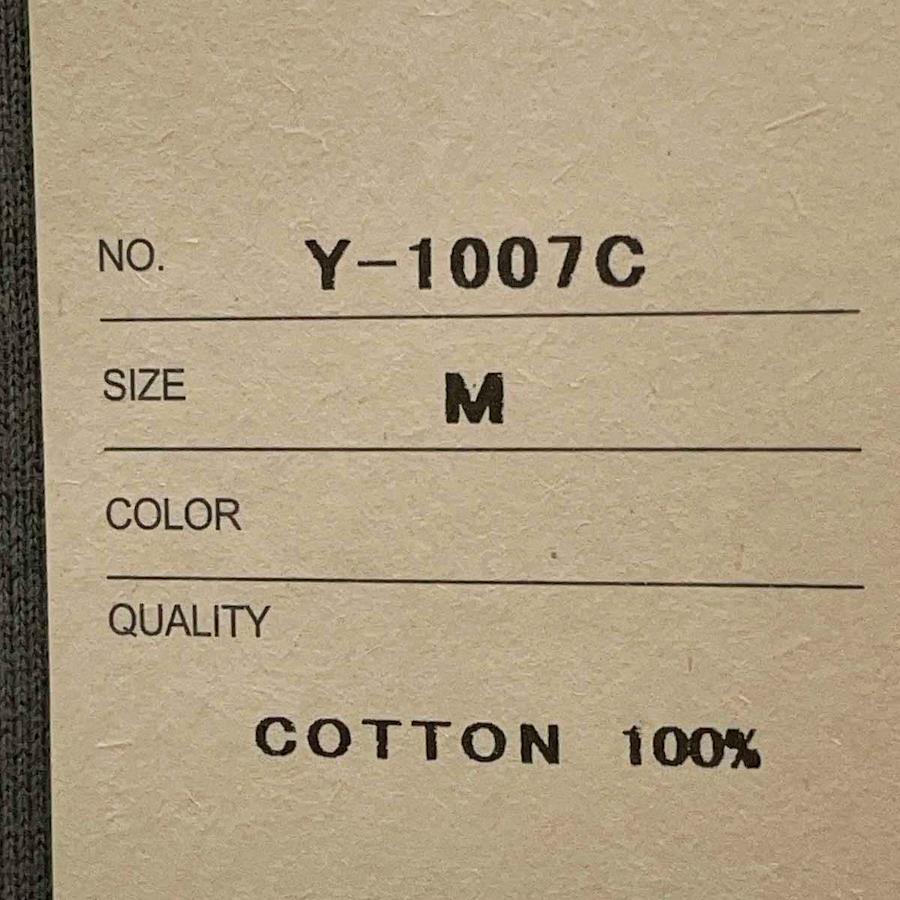 NO. Y-1007C
SIZE M
COLOR
QUALITY
COTTON 100%